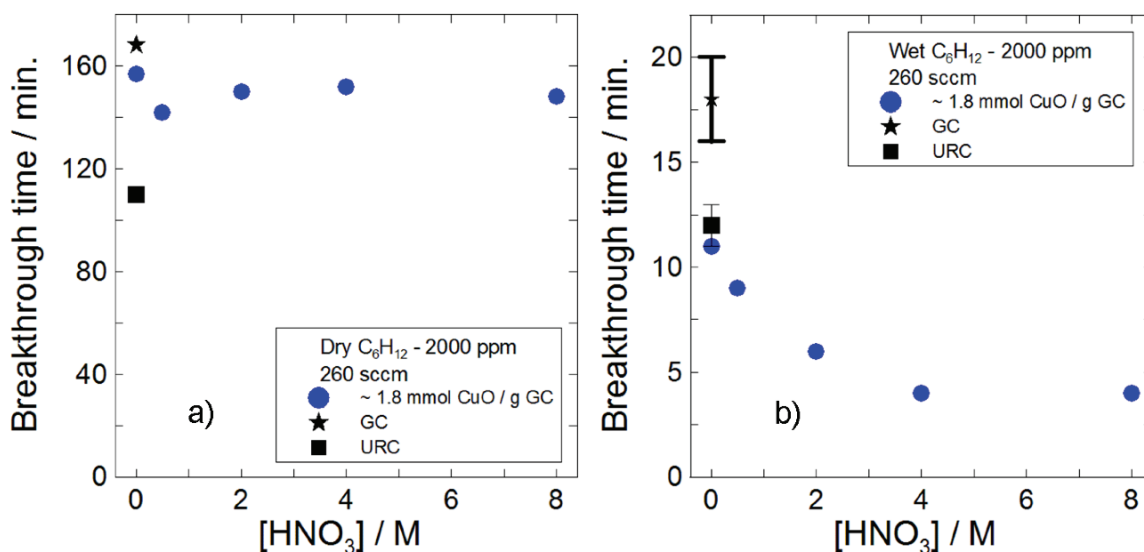 Breakthrough time / min.
160
120
80
40
0
Dry C₆H₁₂ - 2000 ppm
260 sccm
~ 1.8 mmol CuO / g GC
GC
URC
a)
0 2 4 6 8
[HNO₃] / M
Breakthrough time / min.
20
15
10
5
0
Wet C₆H₁₂ - 2000 ppm
260 sccm
~ 1.8 mmol CuO / g GC
GC
URC
b)
0 2 4 6 8
[HNO₃] / M